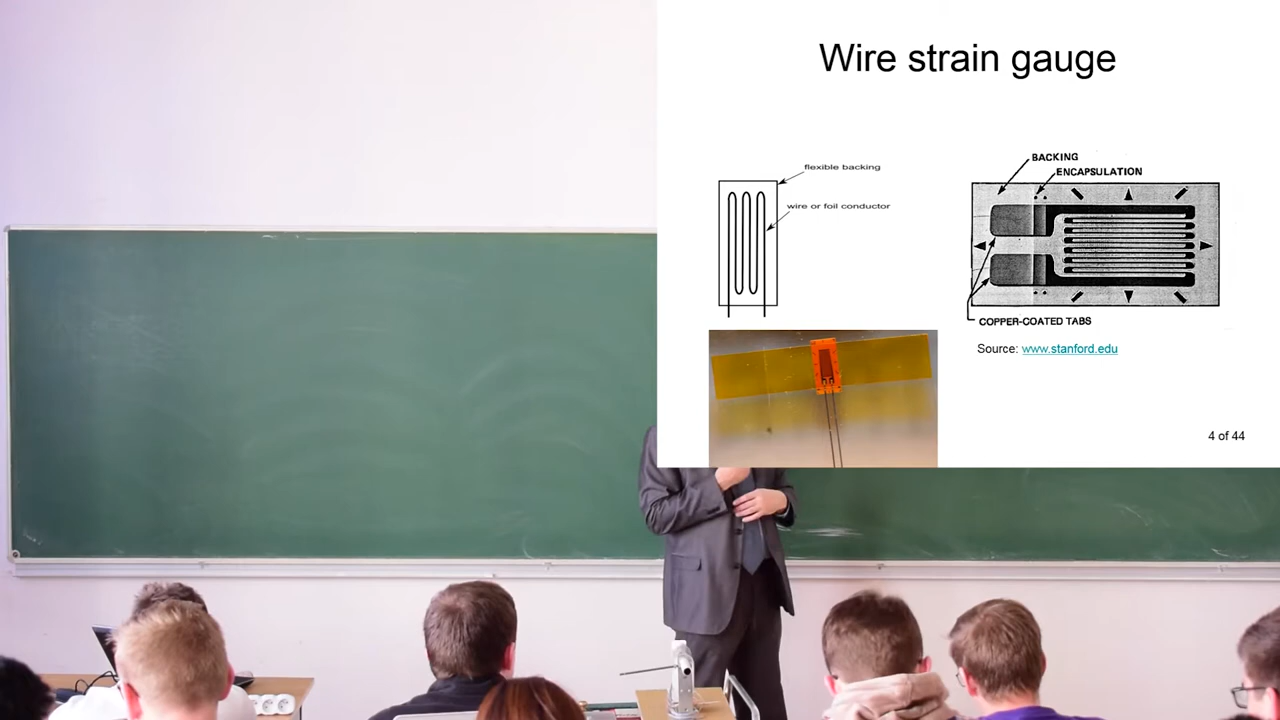 Wire strain gauge
flexible backing
wire or foil conductor
BACKING
ENCAPSULATION
COPPER-COATED TABS
Source: www.stanford.edu
4 of 44